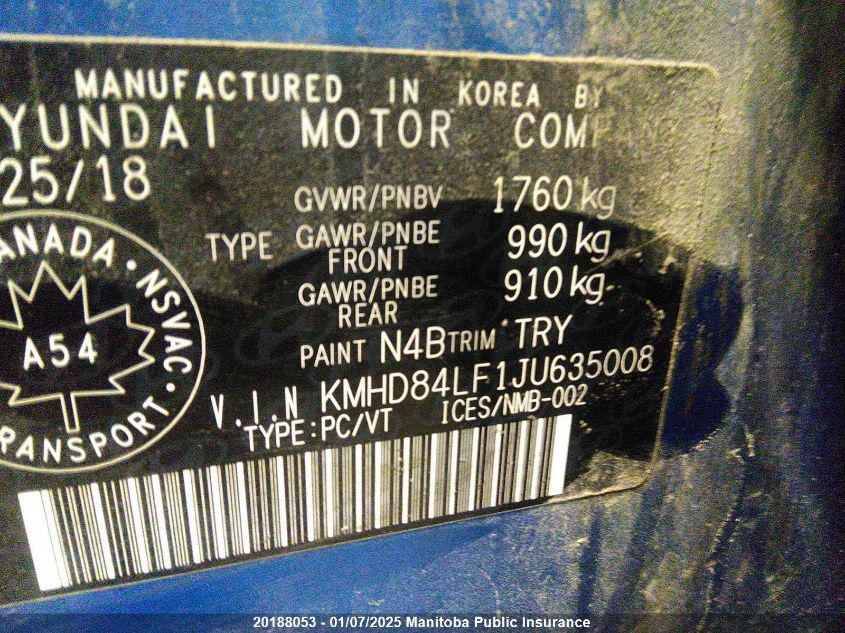 MANUFACTURED IN KOREA BY
YUNDAI MOTOR COMPANY
25/18
GVWR/PNBV 1760 kg
TYPE GAWR/PNBE FRONT 990 kg
GAWR/PNBE REAR 910 kg
PAINT N4B TRIM TRY
V.I.N KMHD84LF1JU635008
TYPE:PC/VT ICES/NMB-002
ANADA • NSVAC • RANSPORT
A54
20188053 - 01/07/2025 Manitoba Public Insurance